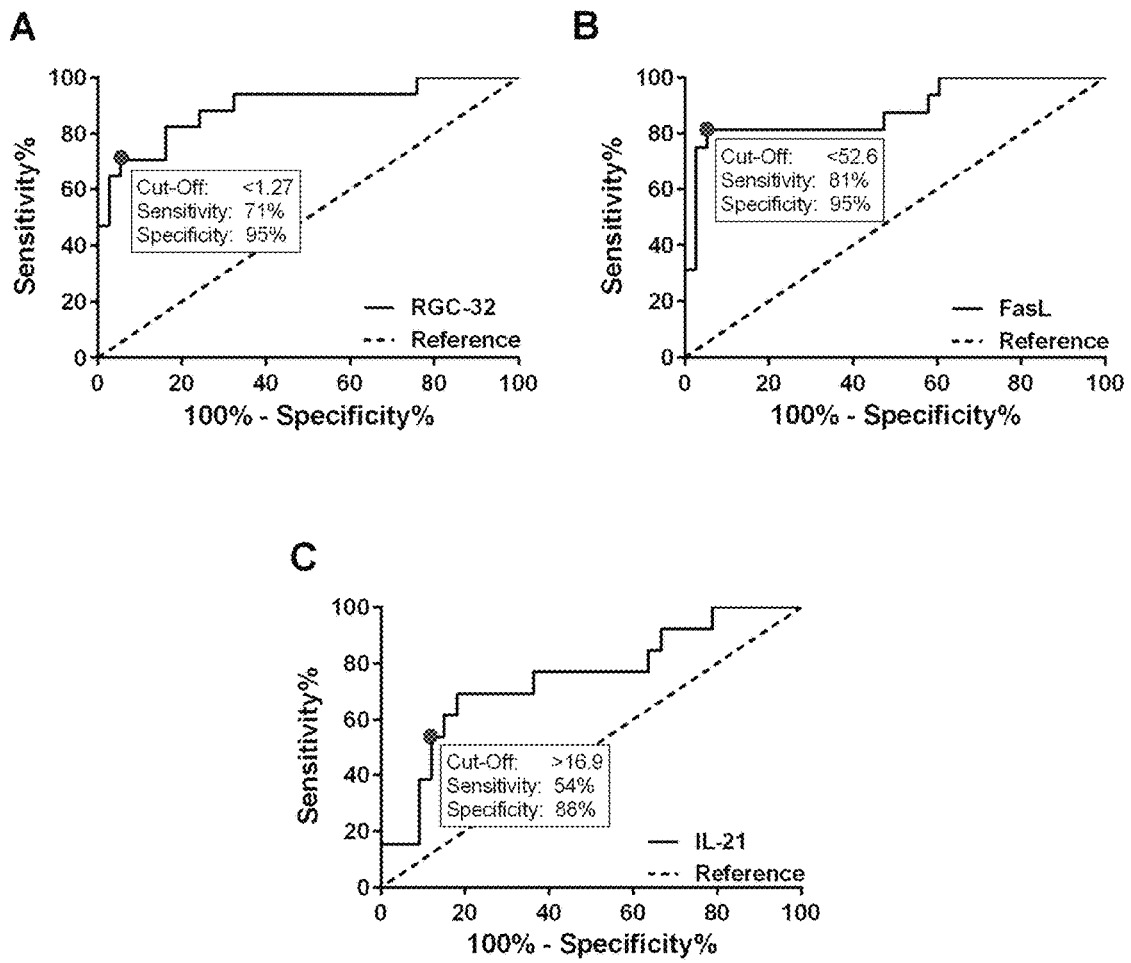 A
100
80
60
40
20
0
Sensitivity%
Cut-Off: <1.27
Sensitivity: 71%
Specificity: 95%
RGC-32
Reference
0 20 40 60 80 100
100% - Specificity%
B
100
80
60
40
20
0
Sensitivity%
Cut-Off: <52.6
Sensitivity: 81%
Specificity: 95%
FasL
Reference
0 20 40 60 80 100
100% - Specificity%
C
100
80
60
40
20
0
Sensitivity%
Cut-Off: >16.9
Sensitivity: 54%
Specificity: 88%
IL-21
Reference
0 20 40 60 80 100
100% - Specificity%